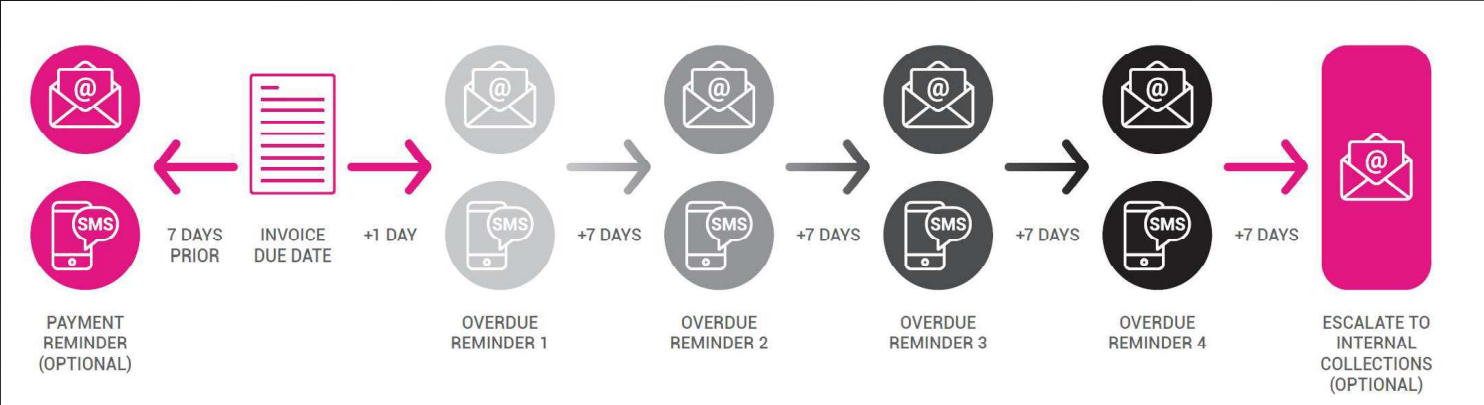 @
SMS
7 DAYS
PRIOR
INVOICE
DUE DATE
+1 DAY
@
SMS
+7 DAYS
@
SMS
+7 DAYS
@
SMS
+7 DAYS
@
SMS
+7 DAYS
@
PAYMENT
REMINDER
(OPTIONAL)
OVERDUE
REMINDER 1
OVERDUE
REMINDER 2
OVERDUE
REMINDER 3
OVERDUE
REMINDER 4
ESCALATE TO
INTERNAL
COLLECTIONS
(OPTIONAL)